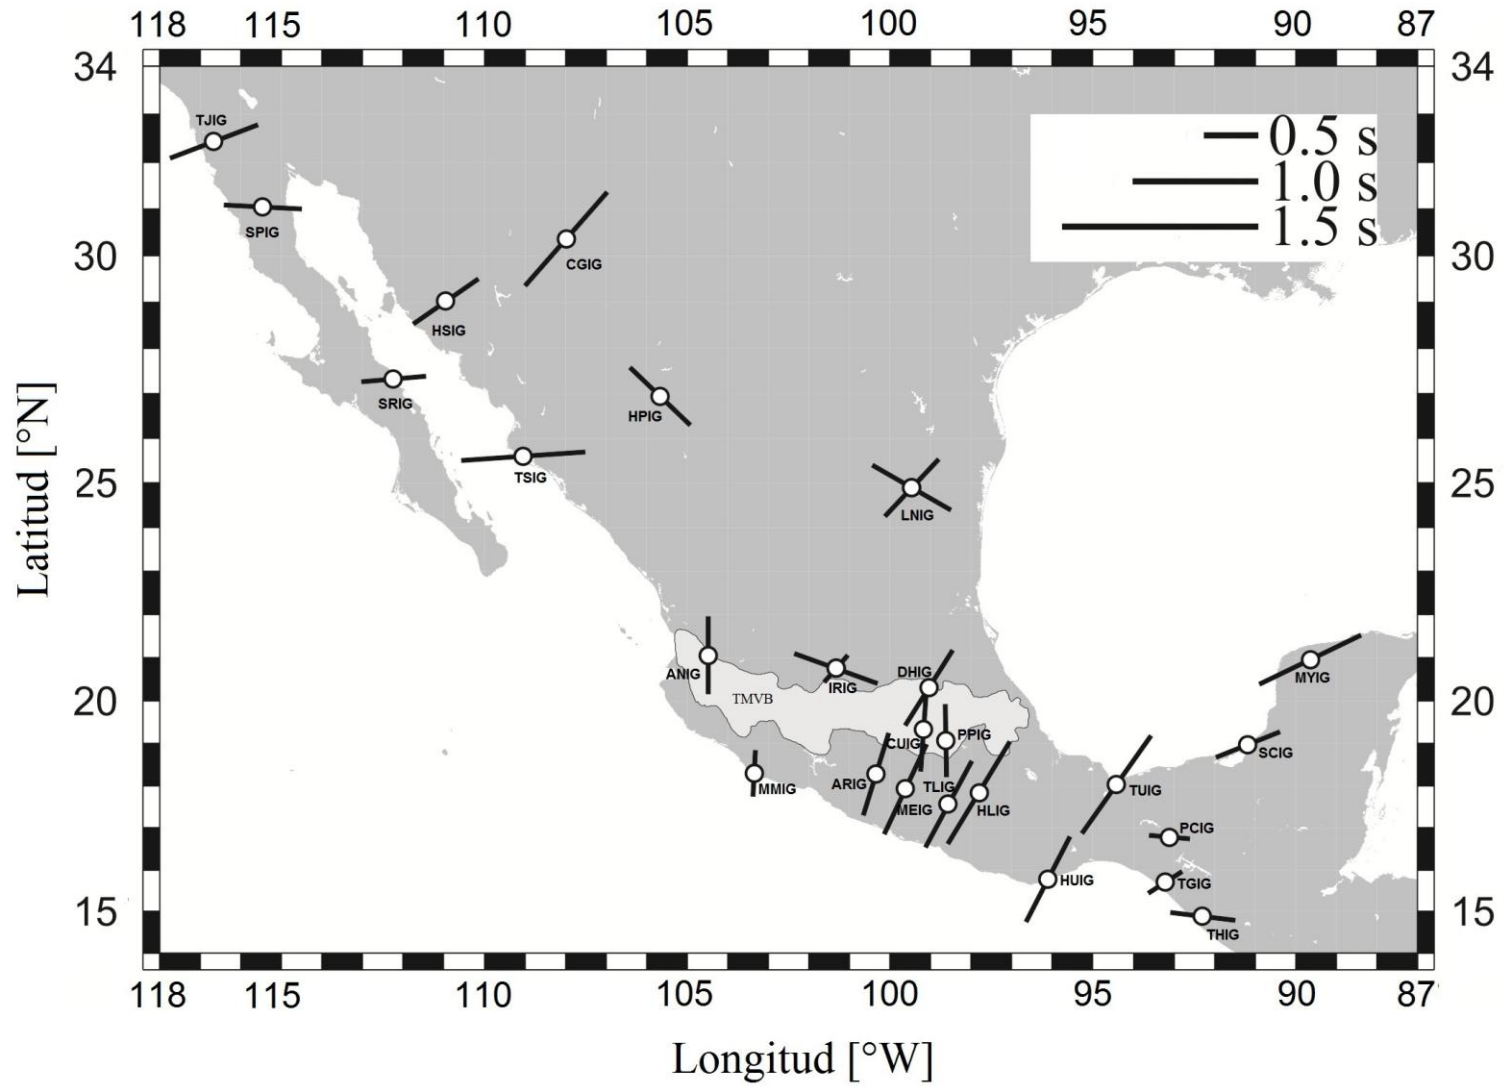 118 115 110 105 100 95 90 87
34 34
TJIG
0.5 s
1.0 s
SPIG
1.5 s
30 30
CGIG
HSIG
SRIG
HPIG
TSIG
25 25
LNIG
Latitud [°N]
ANIG
DHIG
IRIG
MYIG
TMVB
20 20
CUIG
PPIG
SCIG
MMIG
ARIG
TLIG
TUIG
MEIG
HLIG
PCIG
HUIG
TGIG
15 15
THIG
118 115 110 105 100 95 90 87
Longitud [°W]